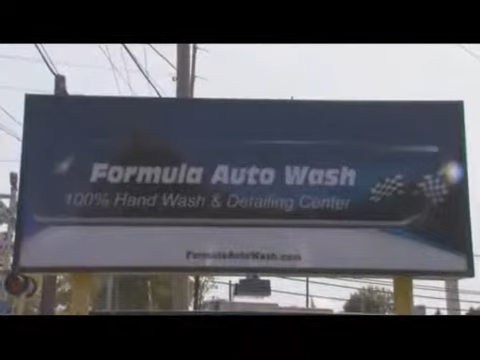 Formula Auto Wash
100% Hand Wash & Detailing Center
FormulaAutoWash.com